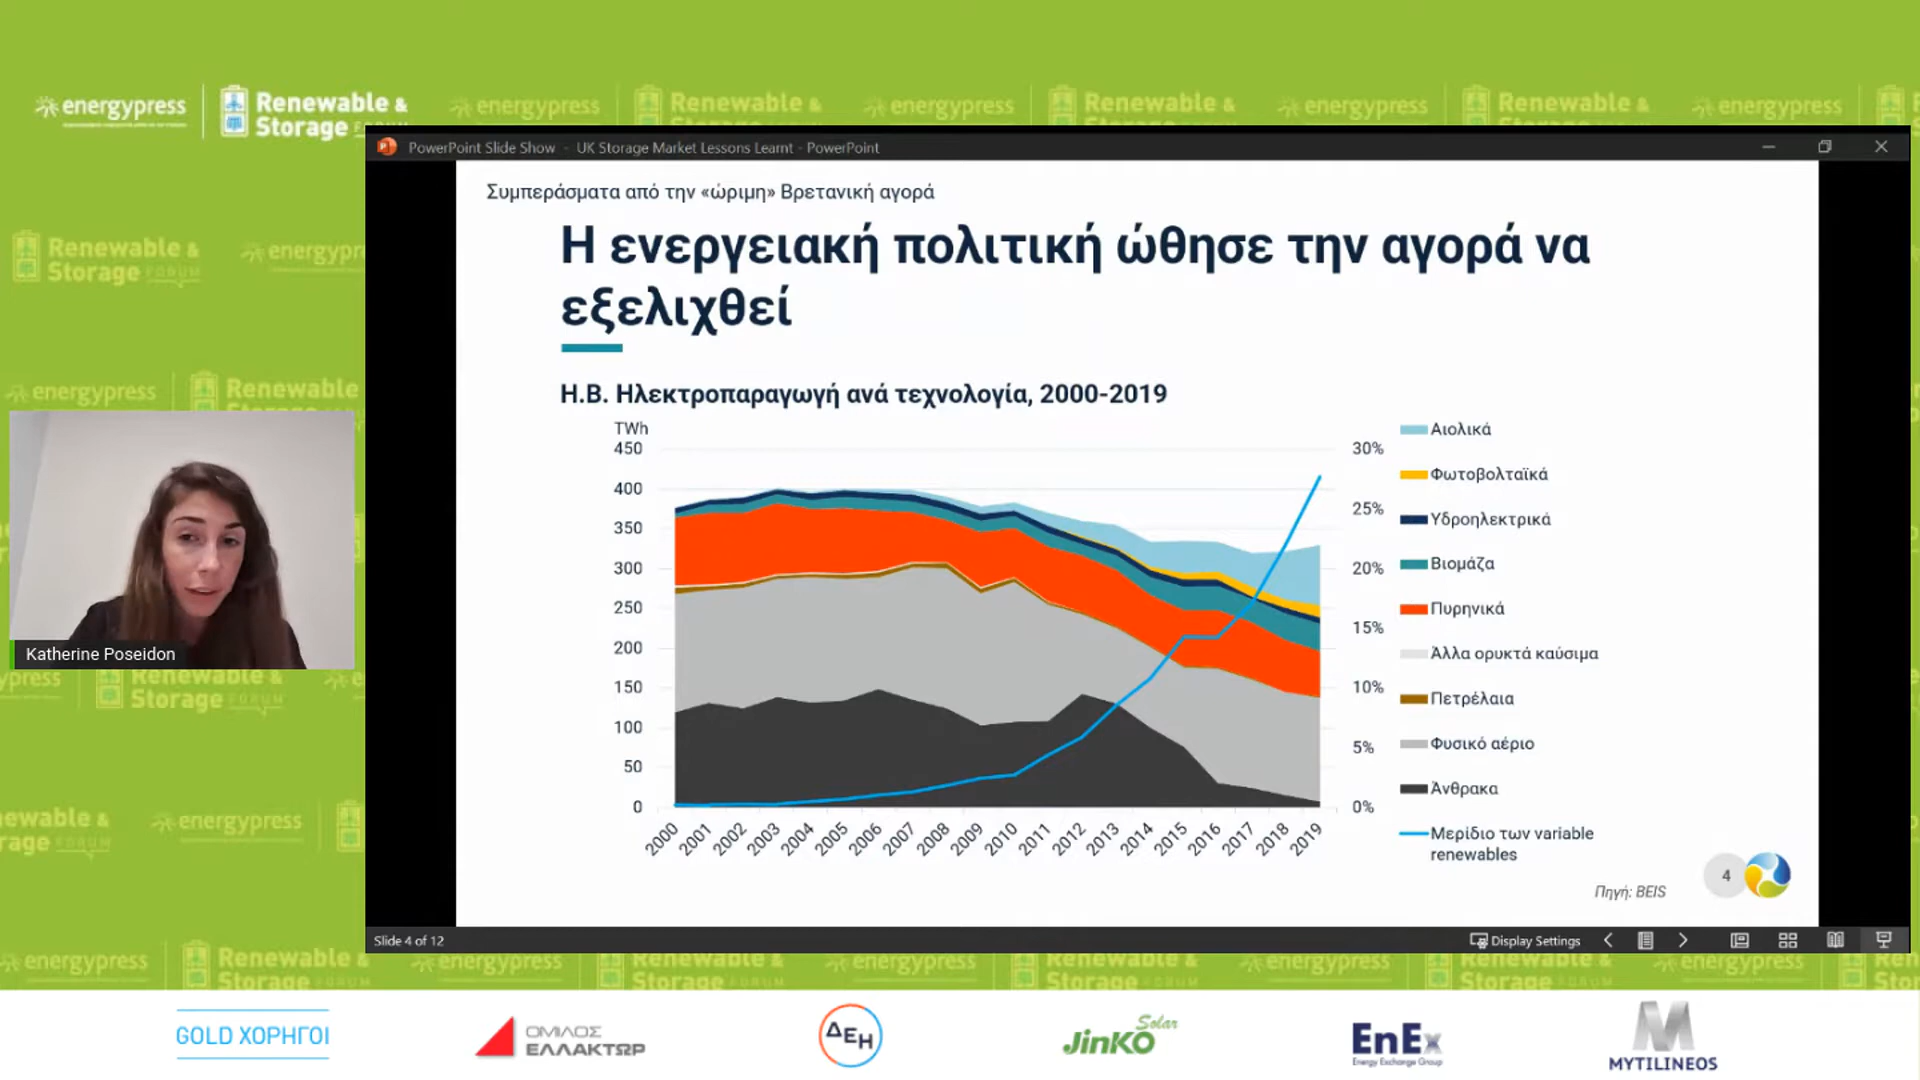 energypress
Renewable &
Storage FORUM
PowerPoint Slide Show - UK Storage Market Lessons Learnt - PowerPoint
Συμπεράσματα από την «ώριμη» Βρετανική αγορά
Η ενεργειακή πολιτική ώθησε την αγορά να
εξελιχθεί
Η.Β. Ηλεκτροπαραγωγή ανά τεχνολογία, 2000-2019
TWh
450
400
350
300
250
200
150
100
50
0
30%
25%
20%
15%
10%
5%
0%
2000
2001
2002
2003
2004
2005
2006
2007
2008
2009
2010
2011
2012
2013
2014
2015
2016
2017
2018
2019
Αιολικά
Φωτοβολταϊκά
Υδροηλεκτρικά
Βιομάζα
Πυρηνικά
Άλλα ορυκτά καύσιμα
Πετρέλαια
Φυσικό αέριο
Άνθρακα
Μερίδιο των variable
renewables
Πηγή: BEIS
4
Katherine Poseidon
Slide 4 of 12
Display Settings
GOLD ΧΟΡΗΓΟΙ
ΟΜΙΛΟΣ
ΕΛΛΑΚΤΩΡ
ΔΕΗ
JinKO Solar
EnEx
Energy Exchange Group
MYTILINEOS